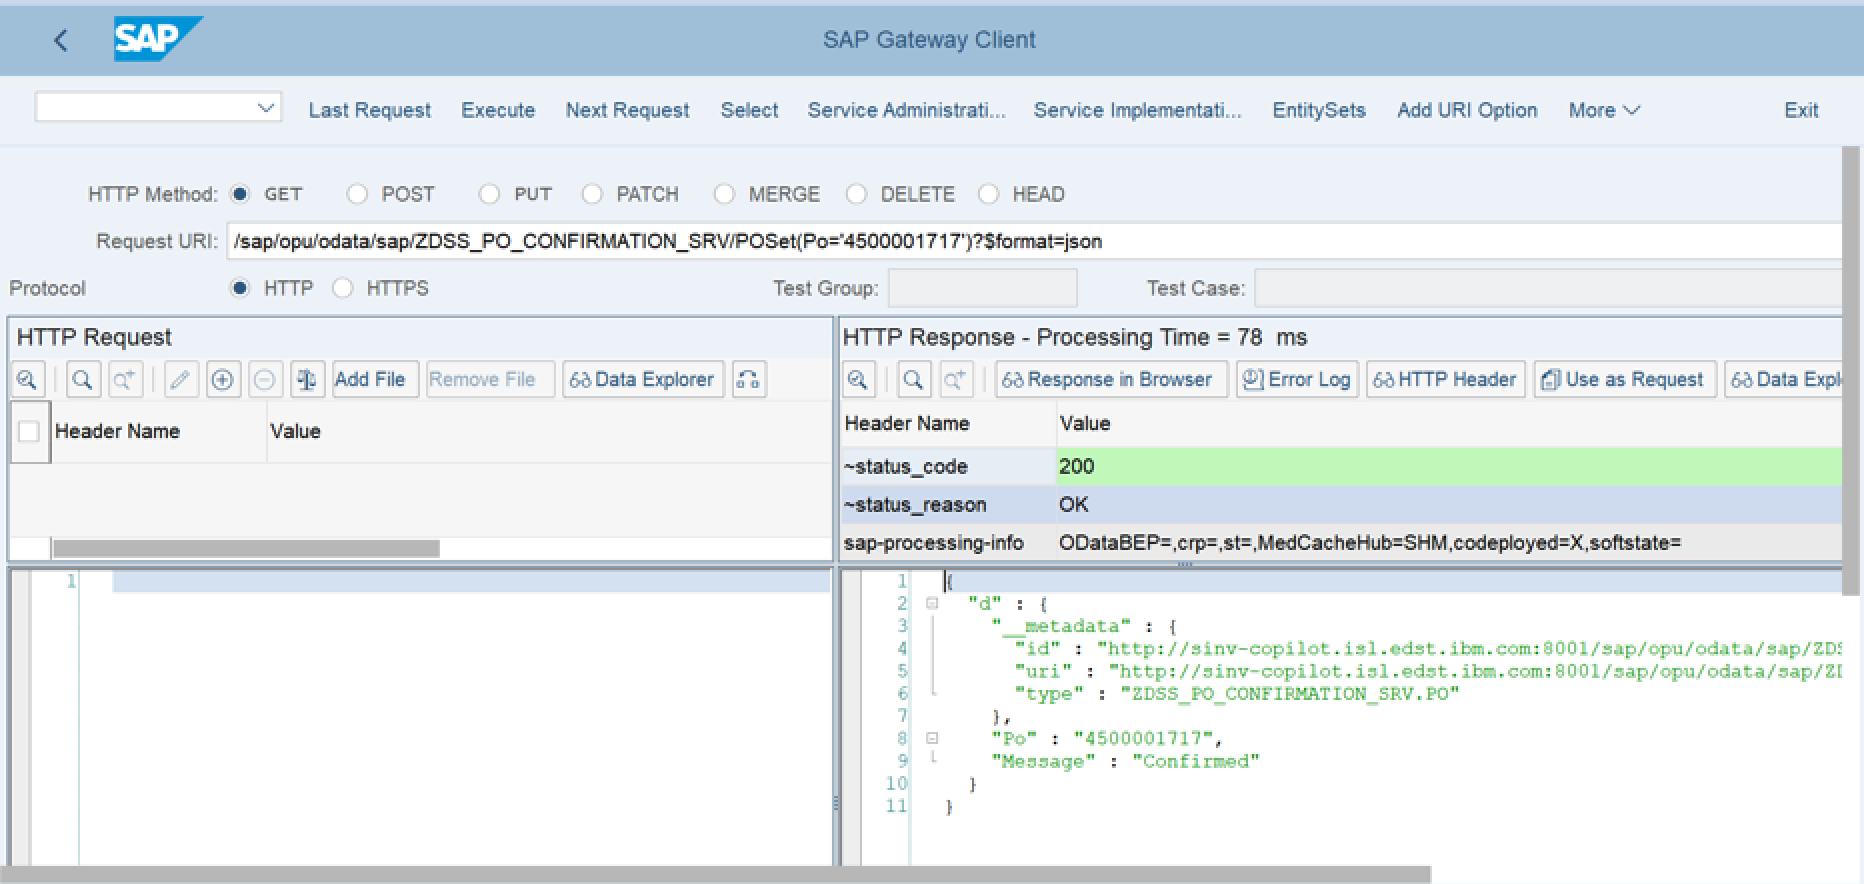 SAP
SAP Gateway Client
Last Request Execute Next Request Select Service Administrati... Service Implementati... EntitySets Add URI Option More Exit
HTTP Method: GET POST PUT PATCH MERGE DELETE HEAD
Request URI: /sap/opu/odata/sap/ZDSS_PO_CONFIRMATION_SRV/POSet(Po='4500001717')?$format=json
Protocol HTTP HTTPS Test Group: Test Case:
HTTP Request
Add File Remove File Data Explorer
Header Name Value
1
HTTP Response - Processing Time = 78 ms
Response in Browser Error Log HTTP Header Use as Request Data Expl
Header Name Value
~status_code 200
~status_reason OK
sap-processing-info ODataBEP=,crp=,st=,MedCacheHub=SHM,codeployed=X,softstate=
1 {
2 "d" : {
3 "__metadata" : {
4 "id" : "http://sinv-copilot.isl.edst.ibm.com:8001/sap/opu/odata/sap/ZDS
5 "uri" : "http://sinv-copilot.isl.edst.ibm.com:8001/sap/opu/odata/sap/ZD
6 "type" : "ZDSS_PO_CONFIRMATION_SRV.PO"
7 },
8 "Po" : "4500001717",
9 "Message" : "Confirmed"
10 }
11 }